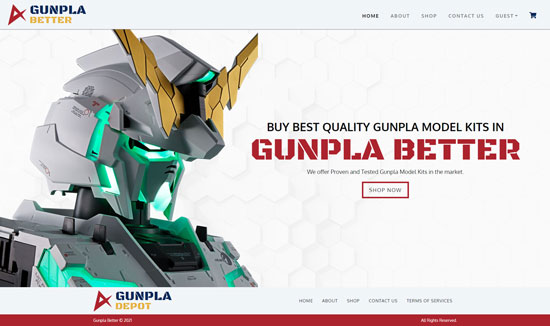 GUNPLA
BETTER
HOME ABOUT SHOP CONTACT US GUEST
BUY BEST QUALITY GUNPLA MODEL KITS IN
GUNPLA BETTER
We offer Proven and Tested Gunpla Model Kits in the market.
SHOP NOW
GUNPLA
DEPOT
HOME ABOUT SHOP CONTACT US TERMS OF SERVICES
Gunpla Better © 2021 All Rights Reserved.